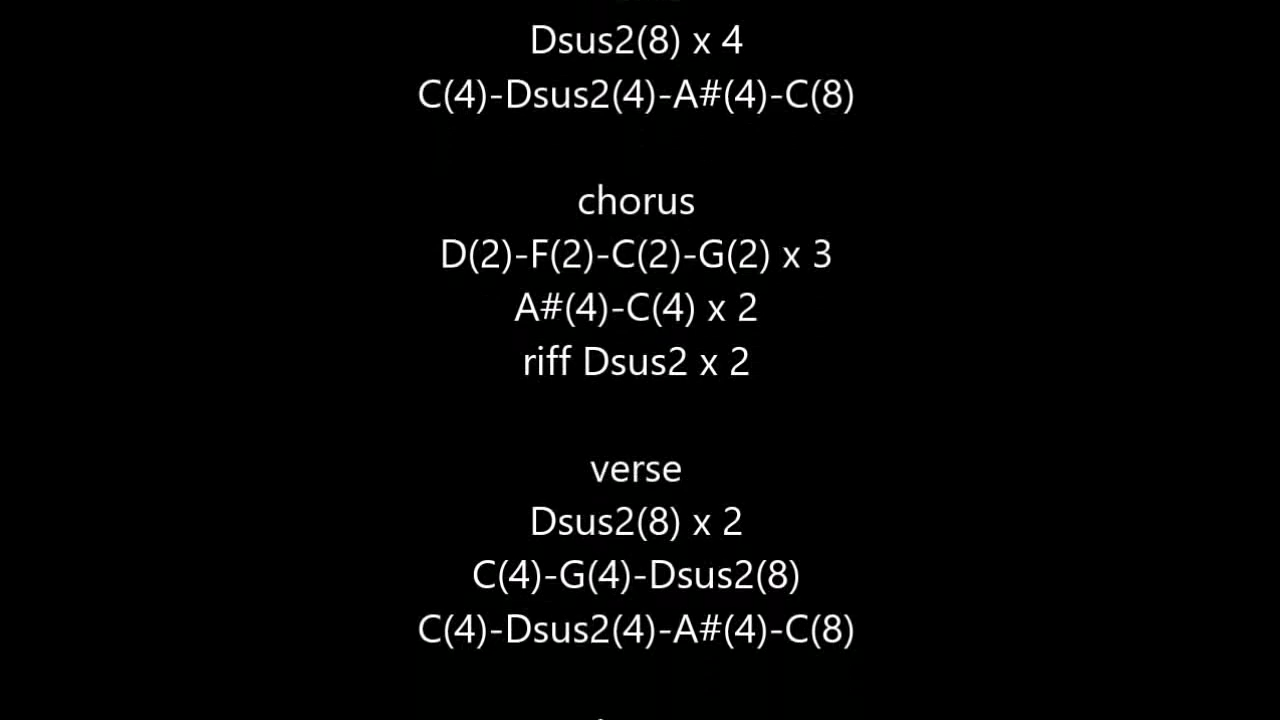 Dsus2(8) x 4
C(4)-Dsus2(4)-A#(4)-C(8)
chorus
D(2)-F(2)-C(2)-G(2) x 3
A#(4)-C(4) x 2
riff Dsus2 x 2
verse
Dsus2(8) x 2
C(4)-G(4)-Dsus2(8)
C(4)-Dsus2(4)-A#(4)-C(8)